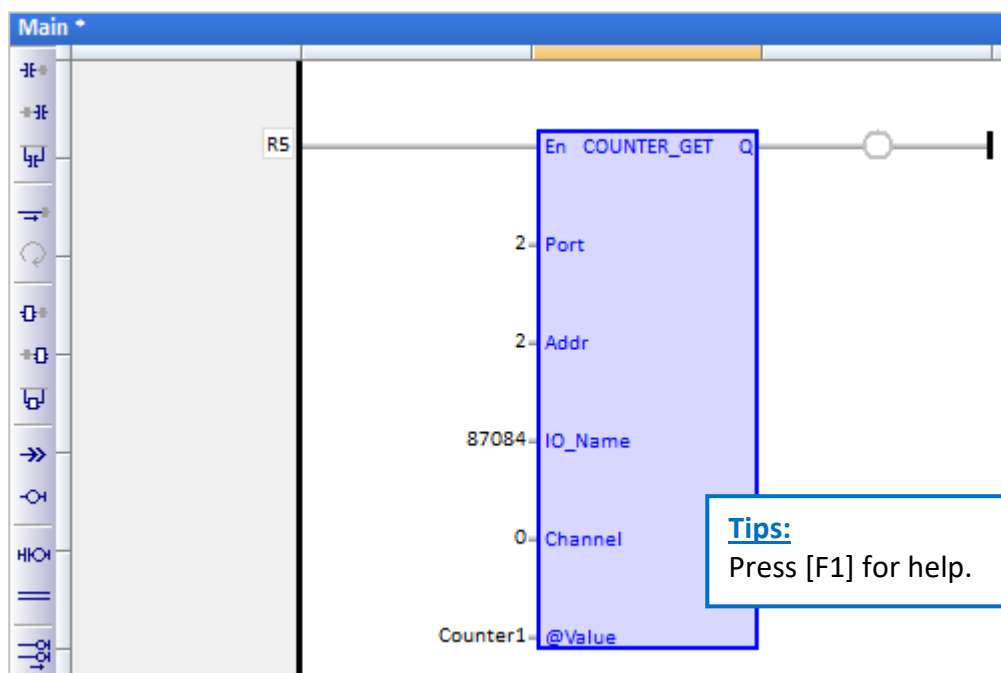 Main *
R5
En COUNTER_GET Q
2 Port
2 Addr
87084 IO_Name
0 Channel
Tips:
Press [F1] for help.
Counter1 @Value